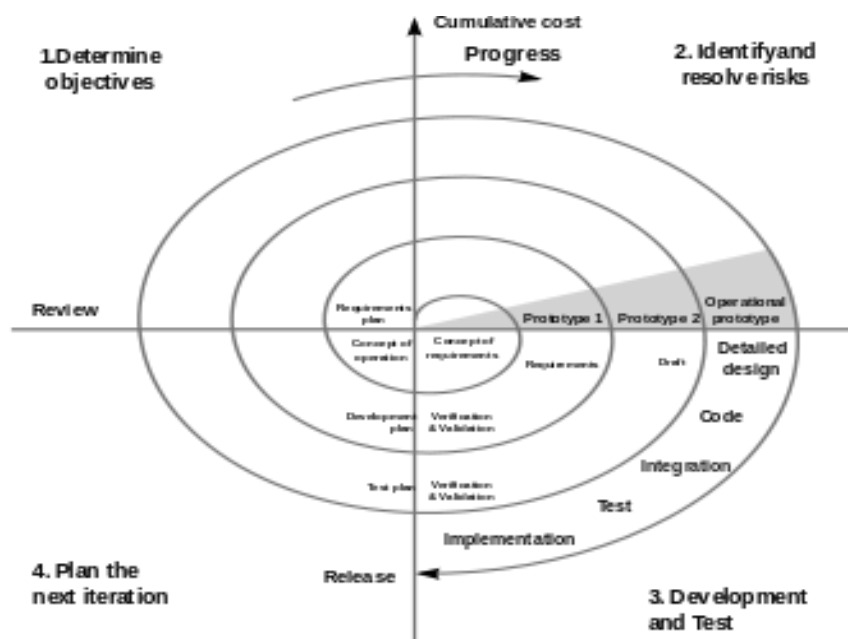 Cumulative cost
Progress
1.Determine
objectives
2. Identify and
resolve risks
Review
Requirements
plan
Prototype 1
Prototype 2
Operational
prototype
Concept of
operation
Concept of
requirements
Requirements
Draft
Detailed
design
Development
plan
Verification
& Validation
Code
Test plan
Verification
& Validation
Integration
Test
Implementation
Release
4. Plan the
next iteration
3. Development
and Test